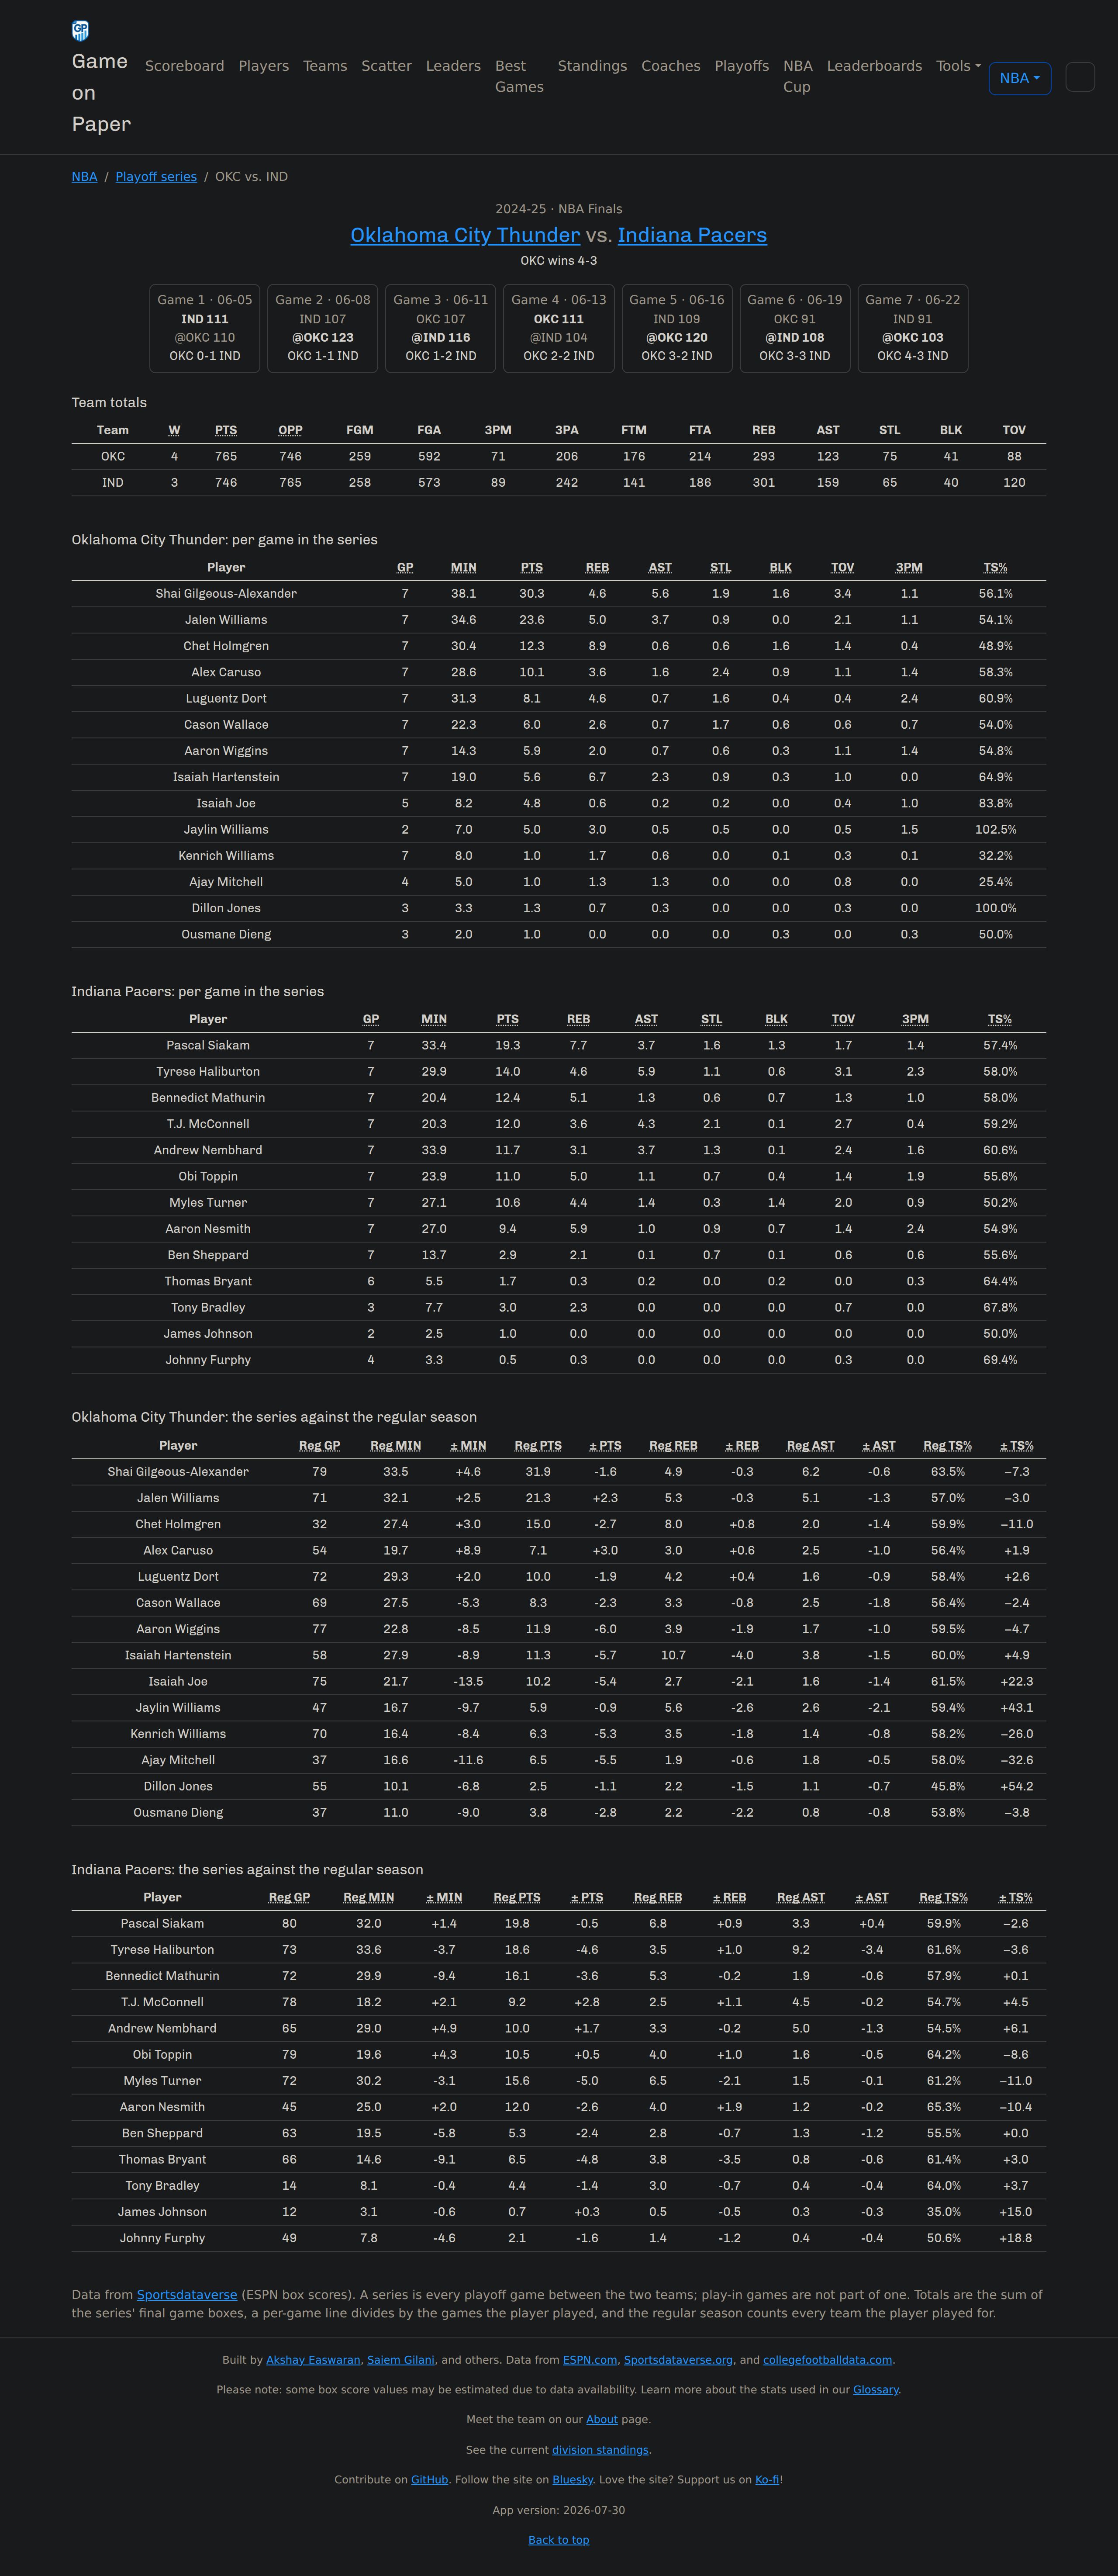 GP
Game
on
Paper
Scoreboard Players Teams Scatter Leaders Best Games Standings Coaches Playoffs NBA Cup Leaderboards Tools NBA
NBA / Playoff series / OKC vs. IND
2024-25 · NBA Finals
Oklahoma City Thunder vs. Indiana Pacers
OKC wins 4-3
Game 1 · 06-05 Game 2 · 06-08 Game 3 · 06-11 Game 4 · 06-13 Game 5 · 06-16 Game 6 · 06-19 Game 7 · 06-22
IND 111 IND 107 OKC 107 OKC 111 IND 109 OKC 91 IND 91
@OKC 110 @OKC 123 @IND 116 @IND 104 @OKC 120 @IND 108 @OKC 103
OKC 0-1 IND OKC 1-1 IND OKC 1-2 IND OKC 2-2 IND OKC 3-2 IND OKC 3-3 IND OKC 4-3 IND
Team totals
Team W PTS OPP FGM FGA 3PM 3PA FTM FTA REB AST STL BLK TOV
OKC 4 765 746 259 592 71 206 176 214 293 123 75 41 88
IND 3 746 765 258 573 89 242 141 186 301 159 65 40 120
Oklahoma City Thunder: per game in the series
Player GP MIN PTS REB AST STL BLK TOV 3PM TS%
Shai Gilgeous-Alexander 7 38.1 30.3 4.6 5.6 1.9 1.6 3.4 1.1 56.1%
Jalen Williams 7 34.6 23.6 5.0 3.7 0.9 0.0 2.1 1.1 54.1%
Chet Holmgren 7 30.4 12.3 8.9 0.6 0.6 1.6 1.4 0.4 48.9%
Alex Caruso 7 28.6 10.1 3.6 1.6 2.4 0.9 1.1 1.4 58.3%
Luguentz Dort 7 31.3 8.1 4.6 0.7 1.6 0.4 0.4 2.4 60.9%
Cason Wallace 7 22.3 6.0 2.6 0.7 1.7 0.6 0.6 0.7 54.0%
Aaron Wiggins 7 14.3 5.9 2.0 0.7 0.6 0.3 1.1 1.4 54.8%
Isaiah Hartenstein 7 19.0 5.6 6.7 2.3 0.9 0.3 1.0 0.0 64.9%
Isaiah Joe 5 8.2 4.8 0.6 0.2 0.2 0.0 0.4 1.0 83.8%
Jaylin Williams 2 7.0 5.0 3.0 0.5 0.5 0.0 0.5 1.5 102.5%
Kenrich Williams 7 8.0 1.0 1.7 0.6 0.0 0.1 0.3 0.1 32.2%
Ajay Mitchell 4 5.0 1.0 1.3 1.3 0.0 0.0 0.8 0.0 25.4%
Dillon Jones 3 3.3 1.3 0.7 0.3 0.0 0.0 0.3 0.0 100.0%
Ousmane Dieng 3 2.0 1.0 0.0 0.0 0.0 0.3 0.0 0.3 50.0%
Indiana Pacers: per game in the series
Player GP MIN PTS REB AST STL BLK TOV 3PM TS%
Pascal Siakam 7 33.4 19.3 7.7 3.7 1.6 1.3 1.7 1.4 57.4%
Tyrese Haliburton 7 29.9 14.0 4.6 5.9 1.1 0.6 3.1 2.3 58.0%
Bennedict Mathurin 7 20.4 12.4 5.1 1.3 0.6 0.7 1.3 1.0 58.0%
T.J. McConnell 7 20.3 12.0 3.6 4.3 2.1 0.1 2.7 0.4 59.2%
Andrew Nembhard 7 33.9 11.7 3.1 3.7 1.3 0.1 2.4 1.6 60.6%
Obi Toppin 7 23.9 11.0 5.0 1.1 0.7 0.4 1.4 1.9 55.6%
Myles Turner 7 27.1 10.6 4.4 1.4 0.3 1.4 2.0 0.9 50.2%
Aaron Nesmith 7 27.0 9.4 5.9 1.0 0.9 0.7 1.4 2.4 54.9%
Ben Sheppard 7 13.7 2.9 2.1 0.1 0.7 0.1 0.6 0.6 55.6%
Thomas Bryant 6 5.5 1.7 0.3 0.2 0.0 0.2 0.0 0.3 64.4%
Tony Bradley 3 7.7 3.0 2.3 0.0 0.0 0.0 0.7 0.0 67.8%
James Johnson 2 2.5 1.0 0.0 0.0 0.0 0.0 0.0 0.0 50.0%
Johnny Furphy 4 3.3 0.5 0.3 0.0 0.0 0.0 0.3 0.0 69.4%
Oklahoma City Thunder: the series against the regular season
Player Reg GP Reg MIN ± MIN Reg PTS ± PTS Reg REB ± REB Reg AST ± AST Reg TS% ± TS%
Shai Gilgeous-Alexander 79 33.5 +4.6 31.9 -1.6 4.9 -0.3 6.2 -0.6 63.5% −7.3
Jalen Williams 71 32.1 +2.5 21.3 +2.3 5.3 -0.3 5.1 -1.3 57.0% −3.0
Chet Holmgren 32 27.4 +3.0 15.0 -2.7 8.0 +0.8 2.0 -1.4 59.9% −11.0
Alex Caruso 54 19.7 +8.9 7.1 +3.0 3.0 +0.6 2.5 -1.0 56.4% +1.9
Luguentz Dort 72 29.3 +2.0 10.0 -1.9 4.2 +0.4 1.6 -0.9 58.4% +2.6
Cason Wallace 69 27.5 -5.3 8.3 -2.3 3.3 -0.8 2.5 -1.8 56.4% −2.4
Aaron Wiggins 77 22.8 -8.5 11.9 -6.0 3.9 -1.9 1.7 -1.0 59.5% −4.7
Isaiah Hartenstein 58 27.9 -8.9 11.3 -5.7 10.7 -4.0 3.8 -1.5 60.0% +4.9
Isaiah Joe 75 21.7 -13.5 10.2 -5.4 2.7 -2.1 1.6 -1.4 61.5% +22.3
Jaylin Williams 47 16.7 -9.7 5.9 -0.9 5.6 -2.6 2.6 -2.1 59.4% +43.1
Kenrich Williams 70 16.4 -8.4 6.3 -5.3 3.5 -1.8 1.4 -0.8 58.2% −26.0
Ajay Mitchell 37 16.6 -11.6 6.5 -5.5 1.9 -0.6 1.8 -0.5 58.0% −32.6
Dillon Jones 55 10.1 -6.8 2.5 -1.1 2.2 -1.5 1.1 -0.7 45.8% +54.2
Ousmane Dieng 37 11.0 -9.0 3.8 -2.8 2.2 -2.2 0.8 -0.8 53.8% −3.8
Indiana Pacers: the series against the regular season
Player Reg GP Reg MIN ± MIN Reg PTS ± PTS Reg REB ± REB Reg AST ± AST Reg TS% ± TS%
Pascal Siakam 80 32.0 +1.4 19.8 -0.5 6.8 +0.9 3.3 +0.4 59.9% −2.6
Tyrese Haliburton 73 33.6 -3.7 18.6 -4.6 3.5 +1.0 9.2 -3.4 61.6% −3.6
Bennedict Mathurin 72 29.9 -9.4 16.1 -3.6 5.3 -0.2 1.9 -0.6 57.9% +0.1
T.J. McConnell 78 18.2 +2.1 9.2 +2.8 2.5 +1.1 4.5 -0.2 54.7% +4.5
Andrew Nembhard 65 29.0 +4.9 10.0 +1.7 3.3 -0.2 5.0 -1.3 54.5% +6.1
Obi Toppin 79 19.6 +4.3 10.5 +0.5 4.0 +1.0 1.6 -0.5 64.2% −8.6
Myles Turner 72 30.2 -3.1 15.6 -5.0 6.5 -2.1 1.5 -0.1 61.2% −11.0
Aaron Nesmith 45 25.0 +2.0 12.0 -2.6 4.0 +1.9 1.2 -0.2 65.3% −10.4
Ben Sheppard 63 19.5 -5.8 5.3 -2.4 2.8 -0.7 1.3 -1.2 55.5% +0.0
Thomas Bryant 66 14.6 -9.1 6.5 -4.8 3.8 -3.5 0.8 -0.6 61.4% +3.0
Tony Bradley 14 8.1 -0.4 4.4 -1.4 3.0 -0.7 0.4 -0.4 64.0% +3.7
James Johnson 12 3.1 -0.6 0.7 +0.3 0.5 -0.5 0.3 -0.3 35.0% +15.0
Johnny Furphy 49 7.8 -4.6 2.1 -1.6 1.4 -1.2 0.4 -0.4 50.6% +18.8
Data from Sportsdataverse (ESPN box scores). A series is every playoff game between the two teams; play-in games are not part of one. Totals are the sum of
the series' final game boxes, a per-game line divides by the games the player played, and the regular season counts every team the player played for.
Built by Akshay Easwaran, Saiem Gilani, and others. Data from ESPN.com, Sportsdataverse.org, and collegefootballdata.com.
Please note: some box score values may be estimated due to data availability. Learn more about the stats used in our Glossary.
Meet the team on our About page.
See the current division standings.
Contribute on GitHub. Follow the site on Bluesky. Love the site? Support us on Ko-fi!
App version: 2026-07-30
Back to top